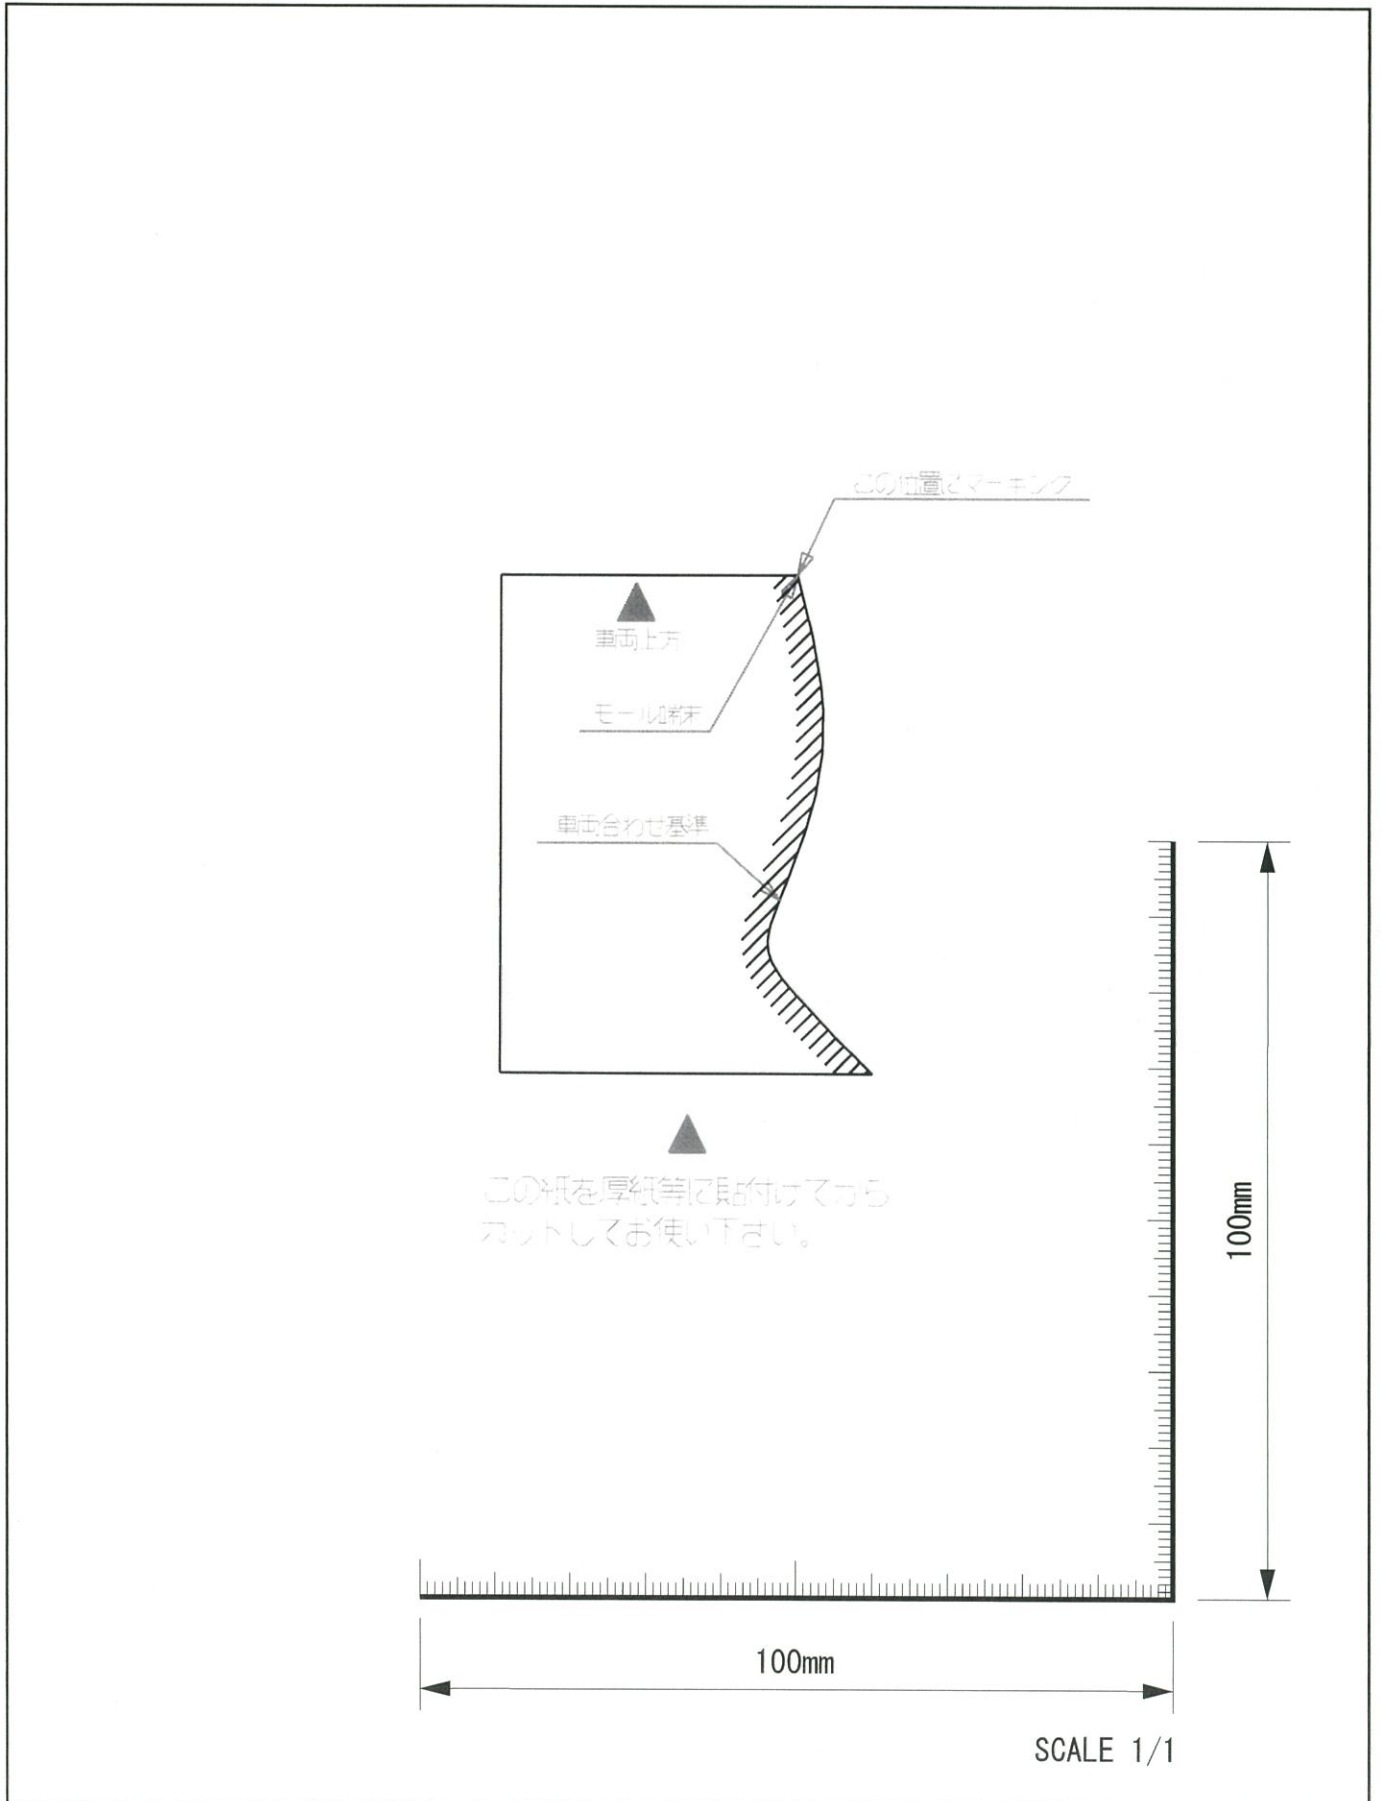 この位置にマーキング
車両上方
モール端末
車両合わせ基準
この紙を厚紙等に貼付けてから
カットしてお使い下さい。
100mm
100mm
SCALE 1/1